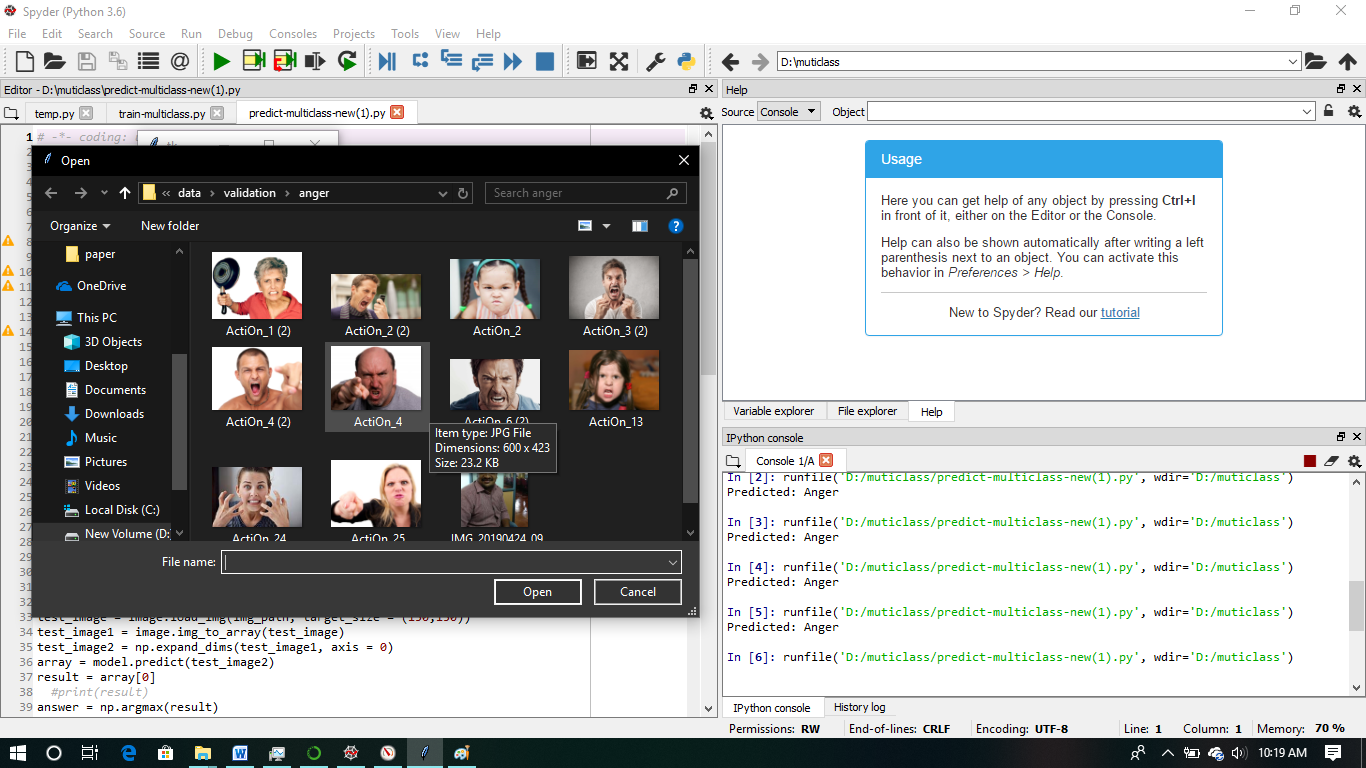 Spyder (Python 3.6)
File Edit Search Source Run Debug Consoles Projects Tools View Help
D:\muticlass
Editor - D:\muticlass\predict-multiclass-new(1).py
temp.py train-multiclass.py predict-multiclass-new(1).py
1 # -*- coding:
Open
« data › validation › anger
Search anger
Organize New folder
paper
OneDrive
This PC
3D Objects
Desktop
Documents
Downloads
Music
Pictures
Videos
Local Disk (C:)
New Volume (D:
ActiOn_1 (2) ActiOn_2 (2) ActiOn_2 ActiOn_3 (2)
ActiOn_4 (2) ActiOn_4 ActiOn_6 (2) ActiOn_13
Item type: JPG File
Dimensions: 600 x 423
Size: 23.2 KB
ActiOn_24 ActiOn_25 IMG_20190424_09
File name:
Open Cancel
33 test_image = image.load_img(img_path, target_size = (150,150))
34 test_image1 = image.img_to_array(test_image)
35 test_image2 = np.expand_dims(test_image1, axis = 0)
36 array = model.predict(test_image2)
37 result = array[0]
38 #print(result)
39 answer = np.argmax(result)
Help
Source Console Object
Usage
Here you can get help of any object by pressing Ctrl+I
in front of it, either on the Editor or the Console.
Help can also be shown automatically after writing a left
parenthesis next to an object. You can activate this
behavior in Preferences > Help.
New to Spyder? Read our tutorial
Variable explorer File explorer Help
IPython console
Console 1/A
In [2]: runfile('D:/muticlass/predict-multiclass-new(1).py', wdir='D:/muticlass')
Predicted: Anger
In [3]: runfile('D:/muticlass/predict-multiclass-new(1).py', wdir='D:/muticlass')
Predicted: Anger
In [4]: runfile('D:/muticlass/predict-multiclass-new(1).py', wdir='D:/muticlass')
Predicted: Anger
In [5]: runfile('D:/muticlass/predict-multiclass-new(1).py', wdir='D:/muticlass')
Predicted: Anger
In [6]: runfile('D:/muticlass/predict-multiclass-new(1).py', wdir='D:/muticlass')
IPython console History log
Permissions: RW End-of-lines: CRLF Encoding: UTF-8 Line: 1 Column: 1 Memory: 70 %
10:19 AM